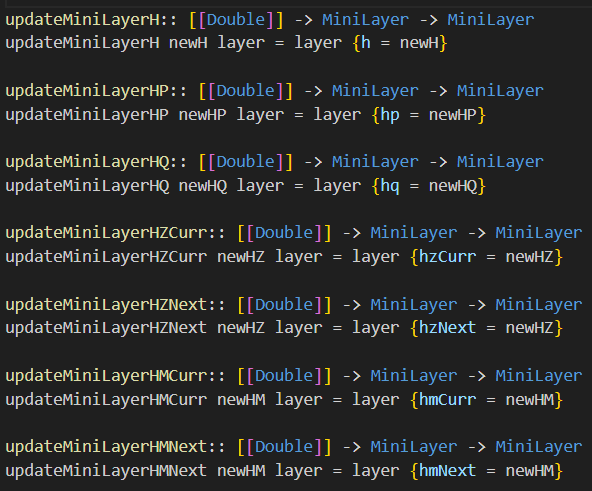 updateMiniLayerH:: [[Double]] -> MiniLayer -> MiniLayer
updateMiniLayerH newH layer = layer {h = newH}
updateMiniLayerHP:: [[Double]] -> MiniLayer -> MiniLayer
updateMiniLayerHP newHP layer = layer {hp = newHP}
updateMiniLayerHQ:: [[Double]] -> MiniLayer -> MiniLayer
updateMiniLayerHQ newHQ layer = layer {hq = newHQ}
updateMiniLayerHZCurr:: [[Double]] -> MiniLayer -> MiniLayer
updateMiniLayerHZCurr newHZ layer = layer {hzCurr = newHZ}
updateMiniLayerHZNext:: [[Double]] -> MiniLayer -> MiniLayer
updateMiniLayerHZNext newHZ layer = layer {hzNext = newHZ}
updateMiniLayerHMCurr:: [[Double]] -> MiniLayer -> MiniLayer
updateMiniLayerHMCurr newHM layer = layer {hmCurr = newHM}
updateMiniLayerHMNext:: [[Double]] -> MiniLayer -> MiniLayer
updateMiniLayerHMNext newHM layer = layer {hmNext = newHM}